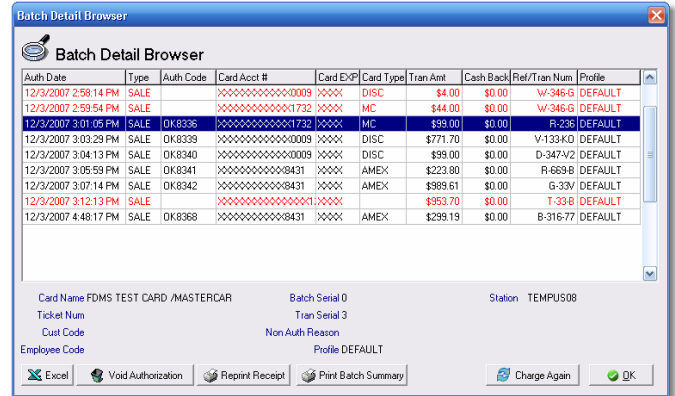 Batch Detail Browser
Batch Detail Browser
Auth Date Type Auth Code Card Acct # Card EXP Card Type Tran Amt Cash Back Ref/Tran Num Profile
12/3/2007 2:58:14 PM SALE XXXXXXXXXXXX0009 XXXX DISC $4.00 $0.00 W-346-G DEFAULT
12/3/2007 2:59:54 PM SALE XXXXXXXXXXXX1732 XXXX MC $44.00 $0.00 W-346-G DEFAULT
12/3/2007 3:01:05 PM SALE OK8336 XXXXXXXXXXXX1732 XXXX MC $99.00 $0.00 R-236 DEFAULT
12/3/2007 3:03:29 PM SALE OK8339 XXXXXXXXXXXX0009 XXXX DISC $771.70 $0.00 V-133-KO DEFAULT
12/3/2007 3:04:13 PM SALE OK8340 XXXXXXXXXXXX0009 XXXX DISC $99.00 $0.00 D-347-V2 DEFAULT
12/3/2007 3:05:59 PM SALE OK8341 XXXXXXXXXXX8431 XXXX AMEX $223.80 $0.00 R-669-B DEFAULT
12/3/2007 3:07:14 PM SALE OK8342 XXXXXXXXXXX8431 XXXX AMEX $989.61 $0.00 G-33V DEFAULT
12/3/2007 3:12:13 PM SALE XXXX $953.70 $0.00 T-33-B DEFAULT
12/3/2007 4:48:17 PM SALE OK8368 XXXXXXXXXXX8431 XXXX AMEX $299.19 $0.00 B-316-77 DEFAULT
Card Name FDMS TEST CARD /MASTERCAR Batch Serial 0 Station TEMPUS08
Ticket Num Tran Serial 3
Cust Code Non Auth Reason
Employee Code Profile DEFAULT
Excel Void Authorization Reprint Receipt Print Batch Summary Charge Again OK